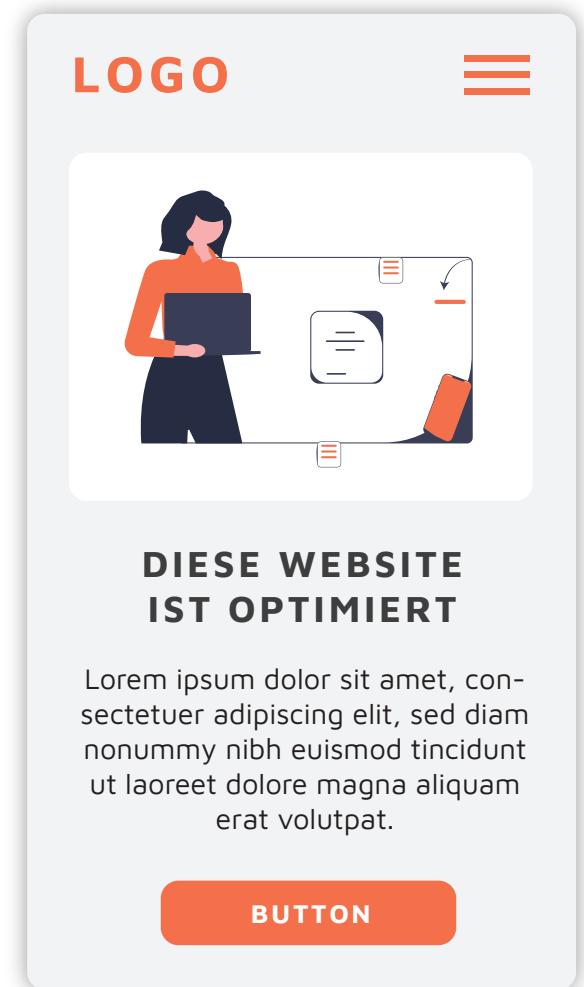 LOGO
DIESE WEBSITE
IST OPTIMIERT
Lorem ipsum dolor sit amet, con-
sectetuer adipiscing elit, sed diam
nonummy nibh euismod tincidunt
ut laoreet dolore magna aliquam
erat volutpat.
BUTTON